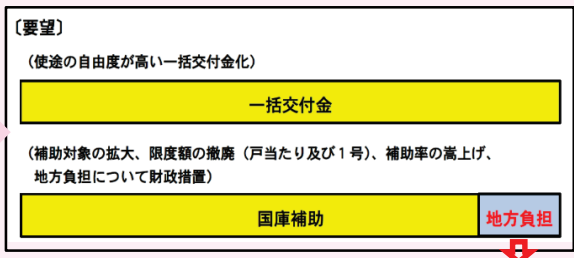 〔要望〕
（使途の自由度が高い一括交付金化）
一括交付金
（補助対象の拡大、限度額の撤廃（戸当たり及び１号）、補助率の嵩上げ、
地方負担について財政措置）
国庫補助 地方負担